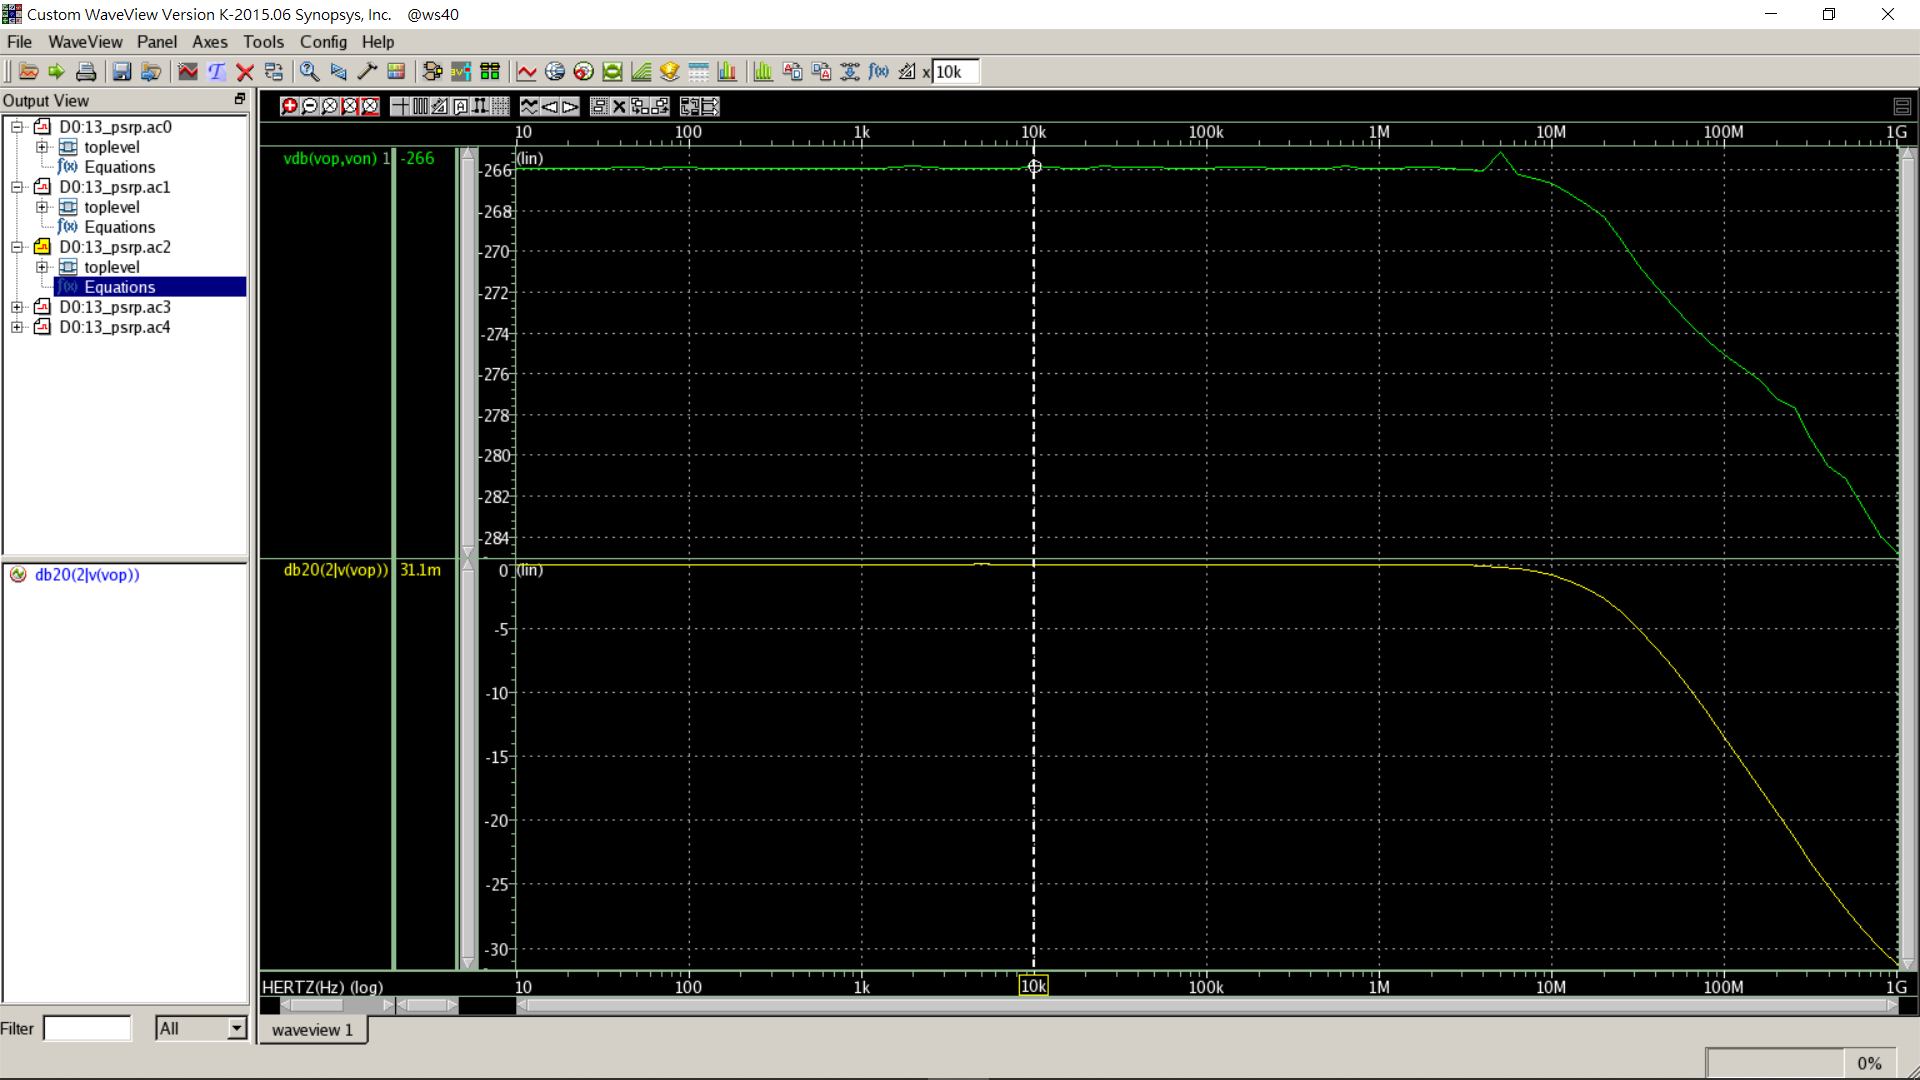 Custom WaveView Version K-2015.06 Synopsys, Inc. @ws40
File WaveView Panel Axes Tools Config Help
x 10k
Output View
D0:13_psrp.ac0
toplevel
f(x) Equations
D0:13_psrp.ac1
toplevel
f(x) Equations
D0:13_psrp.ac2
toplevel
f(x) Equations
D0:13_psrp.ac3
D0:13_psrp.ac4
db20(2|v(vop))
Filter All
10 100 1k 10k 100k 1M 10M 100M 1G
vdb(vop,von) 1 -266 (lin)
-266
-268
-270
-272
-274
-276
-278
-280
-282
-284
db20(2|v(vop)) 31.1m 0 (lin)
-5
-10
-15
-20
-25
-30
HERTZ(Hz) (log) 10 100 1k 10k 100k 1M 10M 100M 1G
waveview 1
0%